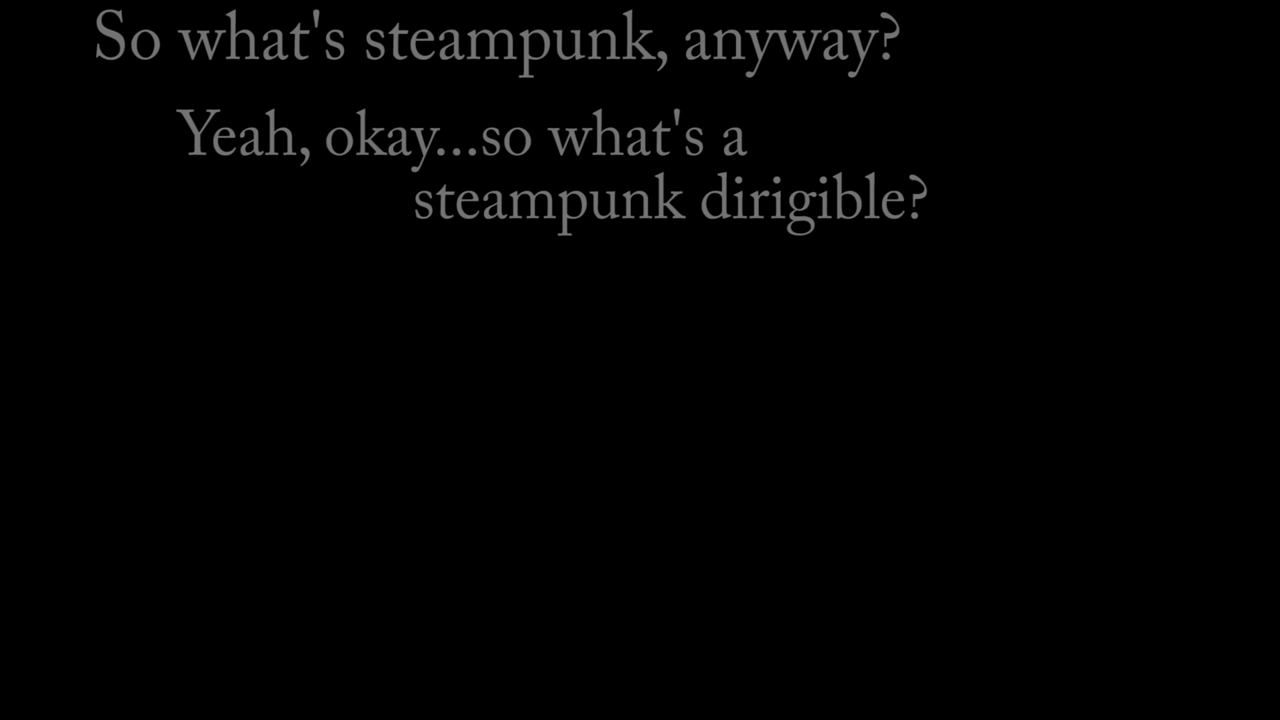 So what's steampunk, anyway?
Yeah, okay...so what's a
steampunk dirigible?